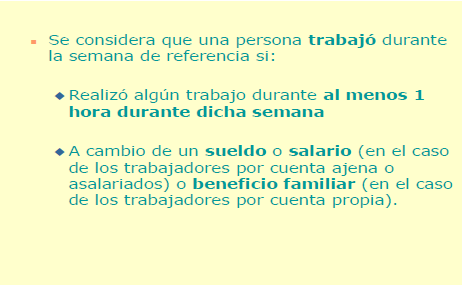 Se considera que una persona trabajó durante
la semana de referencia si:
Realizó algún trabajo durante al menos 1
hora durante dicha semana
A cambio de un sueldo o salario (en el caso
de los trabajadores por cuenta ajena o
asalariados) o beneficio familiar (en el caso
de los trabajadores por cuenta propia).